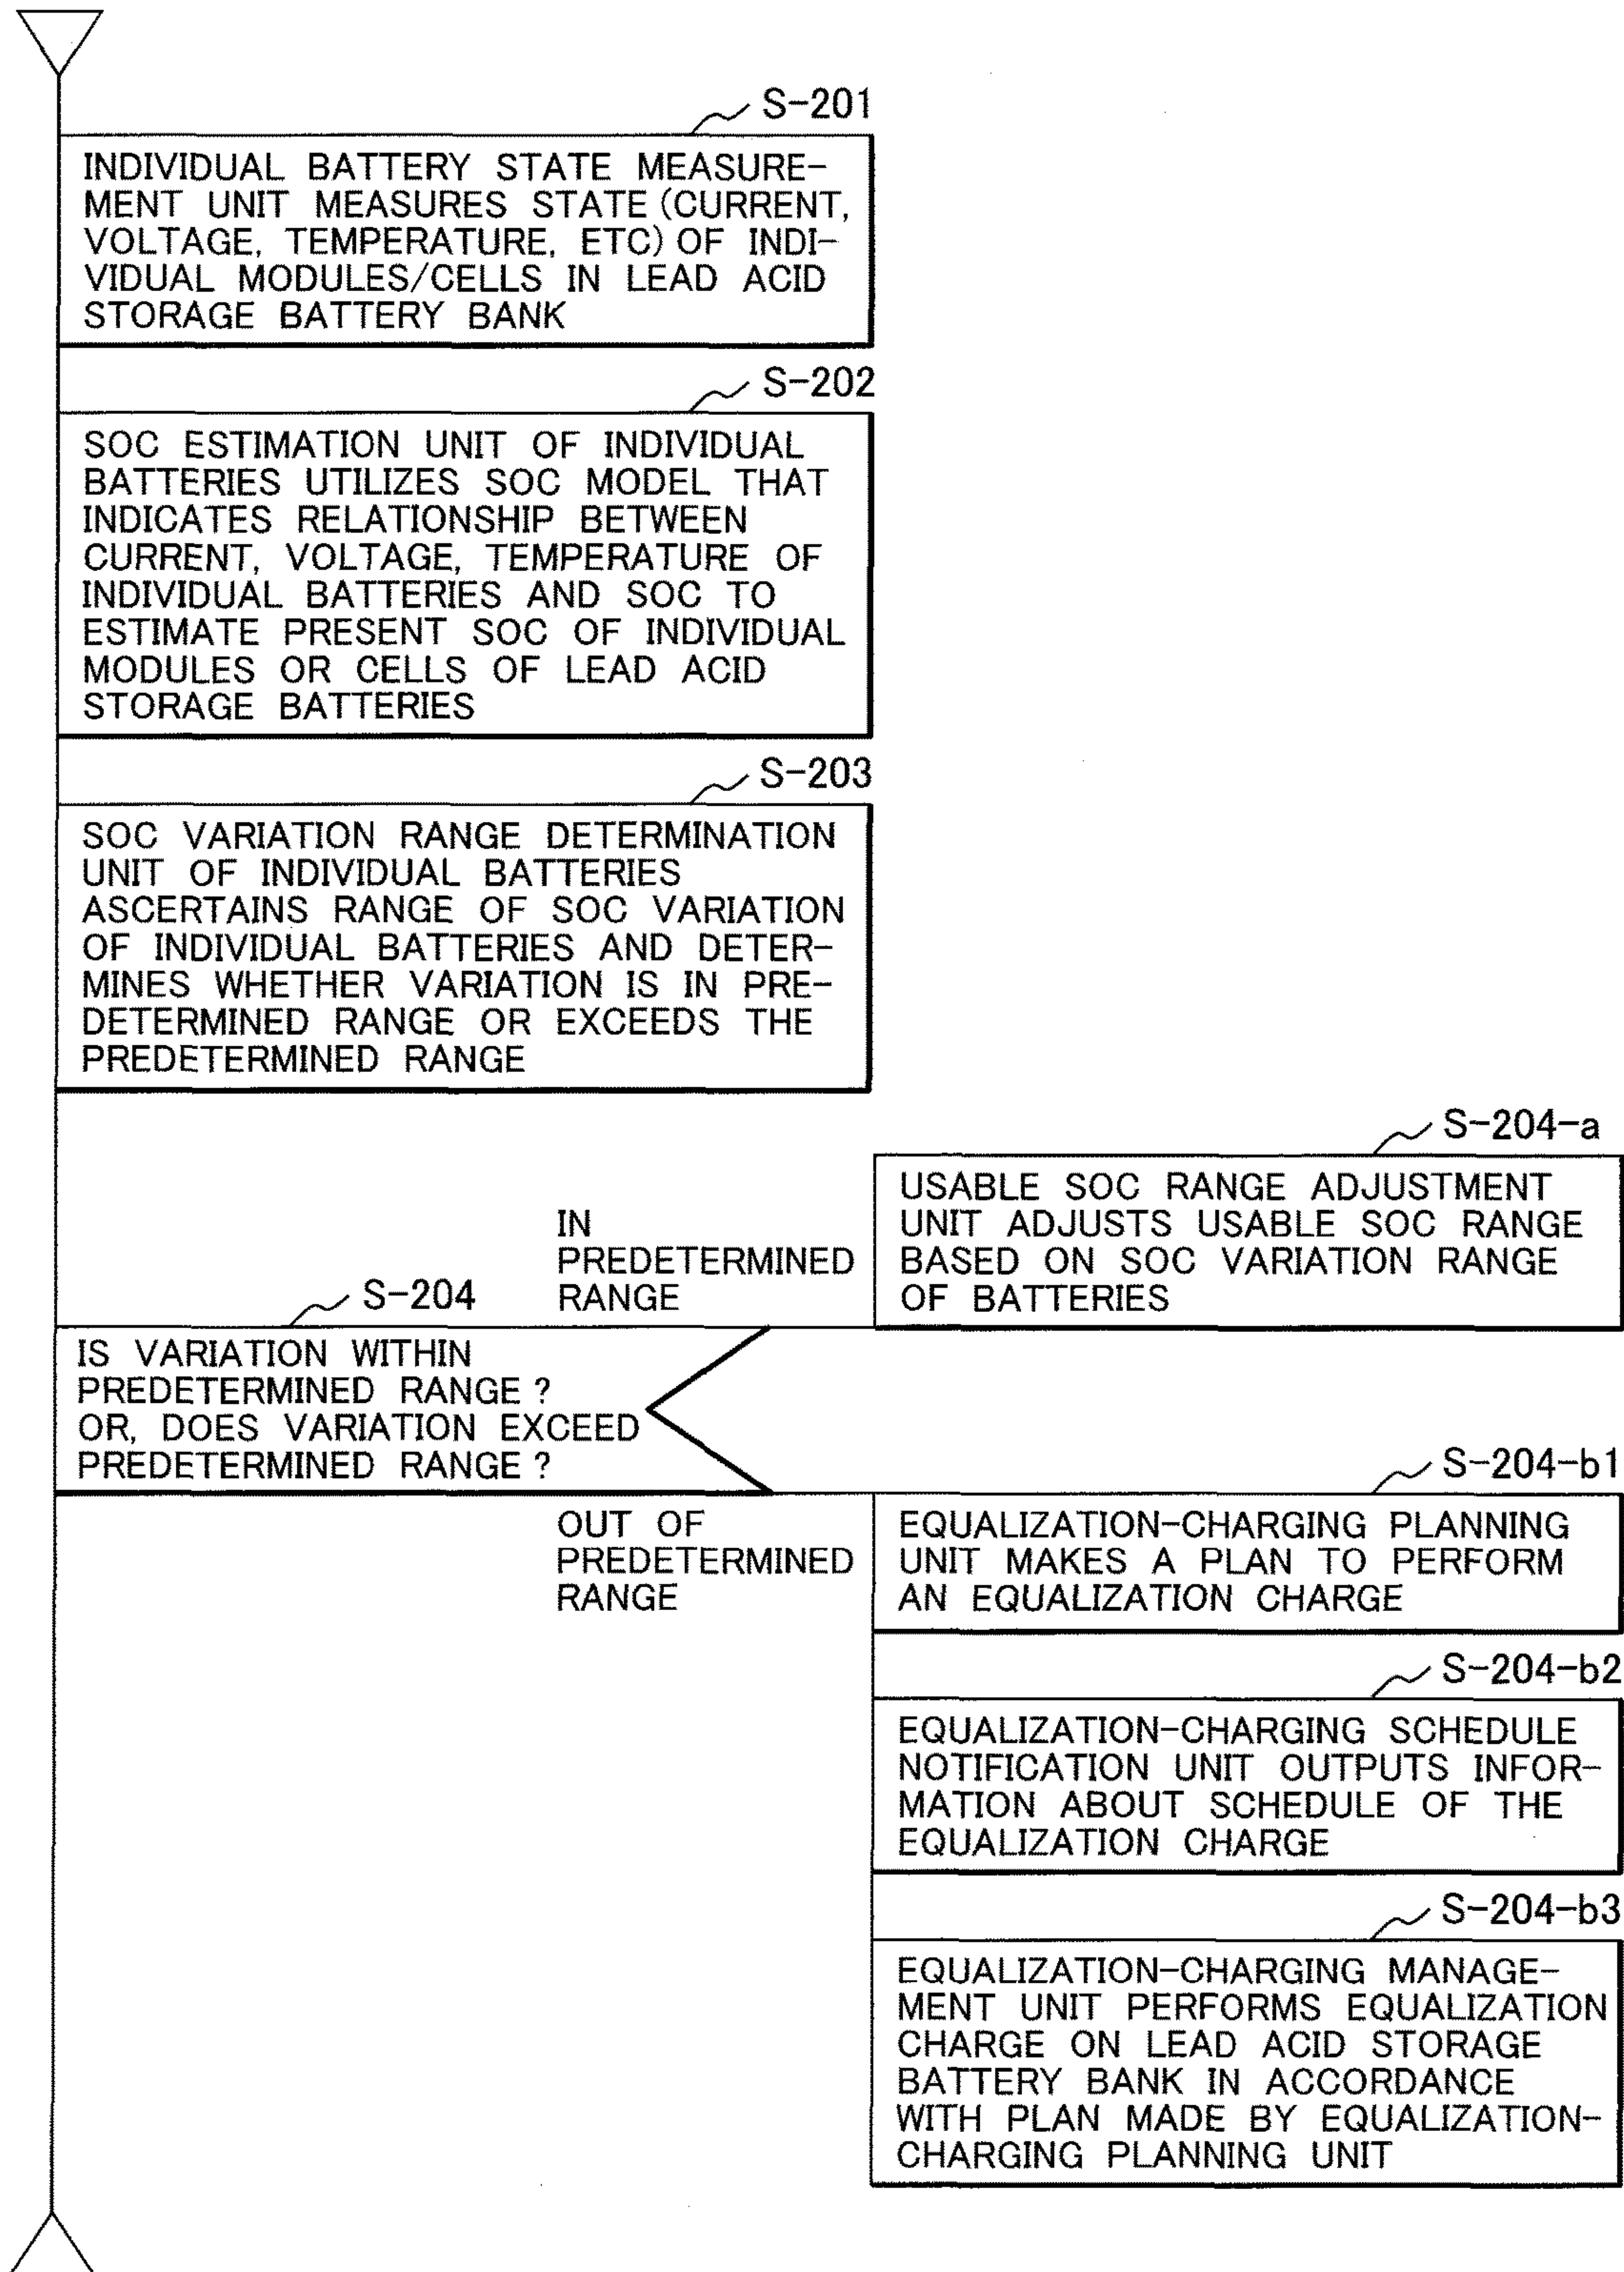 S-201
INDIVIDUAL BATTERY STATE MEASURE-
MENT UNIT MEASURES STATE (CURRENT,
VOLTAGE, TEMPERATURE, ETC) OF INDI-
VIDUAL MODULES/CELLS IN LEAD ACID
STORAGE BATTERY BANK
S-202
SOC ESTIMATION UNIT OF INDIVIDUAL
BATTERIES UTILIZES SOC MODEL THAT
INDICATES RELATIONSHIP BETWEEN
CURRENT, VOLTAGE, TEMPERATURE OF
INDIVIDUAL BATTERIES AND SOC TO
ESTIMATE PRESENT SOC OF INDIVIDUAL
MODULES OR CELLS OF LEAD ACID
STORAGE BATTERIES
S-203
SOC VARIATION RANGE DETERMINATION
UNIT OF INDIVIDUAL BATTERIES
ASCERTAINS RANGE OF SOC VARIATION
OF INDIVIDUAL BATTERIES AND DETER-
MINES WHETHER VARIATION IS IN PRE-
DETERMINED RANGE OR EXCEEDS THE
PREDETERMINED RANGE
S-204
IS VARIATION WITHIN
PREDETERMINED RANGE ?
OR, DOES VARIATION EXCEED
PREDETERMINED RANGE ?
IN
PREDETERMINED
RANGE
S-204-a
USABLE SOC RANGE ADJUSTMENT
UNIT ADJUSTS USABLE SOC RANGE
BASED ON SOC VARIATION RANGE
OF BATTERIES
OUT OF
PREDETERMINED
RANGE
S-204-b1
EQUALIZATION-CHARGING PLANNING
UNIT MAKES A PLAN TO PERFORM
AN EQUALIZATION CHARGE
S-204-b2
EQUALIZATION-CHARGING SCHEDULE
NOTIFICATION UNIT OUTPUTS INFOR-
MATION ABOUT SCHEDULE OF THE
EQUALIZATION CHARGE
S-204-b3
EQUALIZATION-CHARGING MANAGE-
MENT UNIT PERFORMS EQUALIZATION
CHARGE ON LEAD ACID STORAGE
BATTERY BANK IN ACCORDANCE
WITH PLAN MADE BY EQUALIZATION-
CHARGING PLANNING UNIT